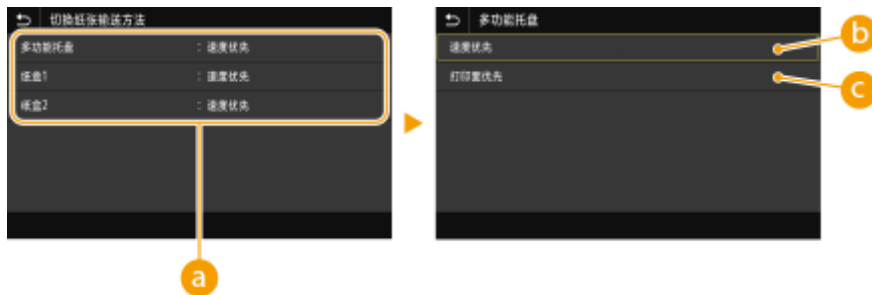 切换纸张输送方法
多功能托盘 : 速度优先
纸盒1 : 速度优先
纸盒2 : 速度优先
a
多功能托盘
速度优先
打印面优先
b
c